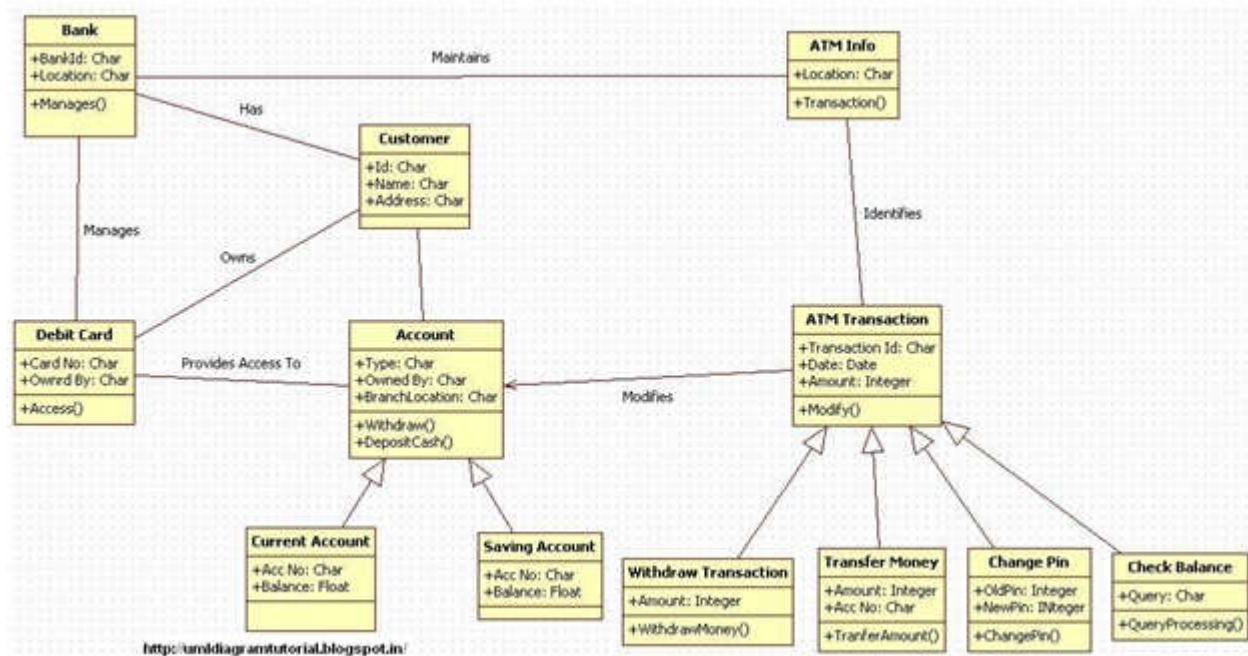 Bank
+BankId: Char
+Location: Char
+Manages()
Maintains
ATM Info
+Location: Char
+Transaction()
Has
Customer
+Id: Char
+Name: Char
+Address: Char
Manages
Owns
Identifies
Debit Card
+Card No: Char
+Ownrd By: Char
+Access()
Provides Access To
Account
+Type: Char
+Owned By: Char
+BranchLocation: Char
+Withdraw()
+DepositCash()
Modifies
ATM Transaction
+Transaction Id: Char
+Date: Date
+Amount: Integer
+Modify()
Current Account
+Acc No: Char
+Balance: Float
Saving Account
+Acc No: Char
+Balance: Float
Withdraw Transaction
+Amount: Integer
+WithdrawMoney()
Transfer Money
+Amount: Integer
+Acc No: Char
+TranferAmount()
Change Pin
+OldPin: Integer
+NewPin: INteger
+ChangePin()
Check Balance
+Query: Char
+QueryProcessing()
http://umldiagramtutorial.blogspot.in/